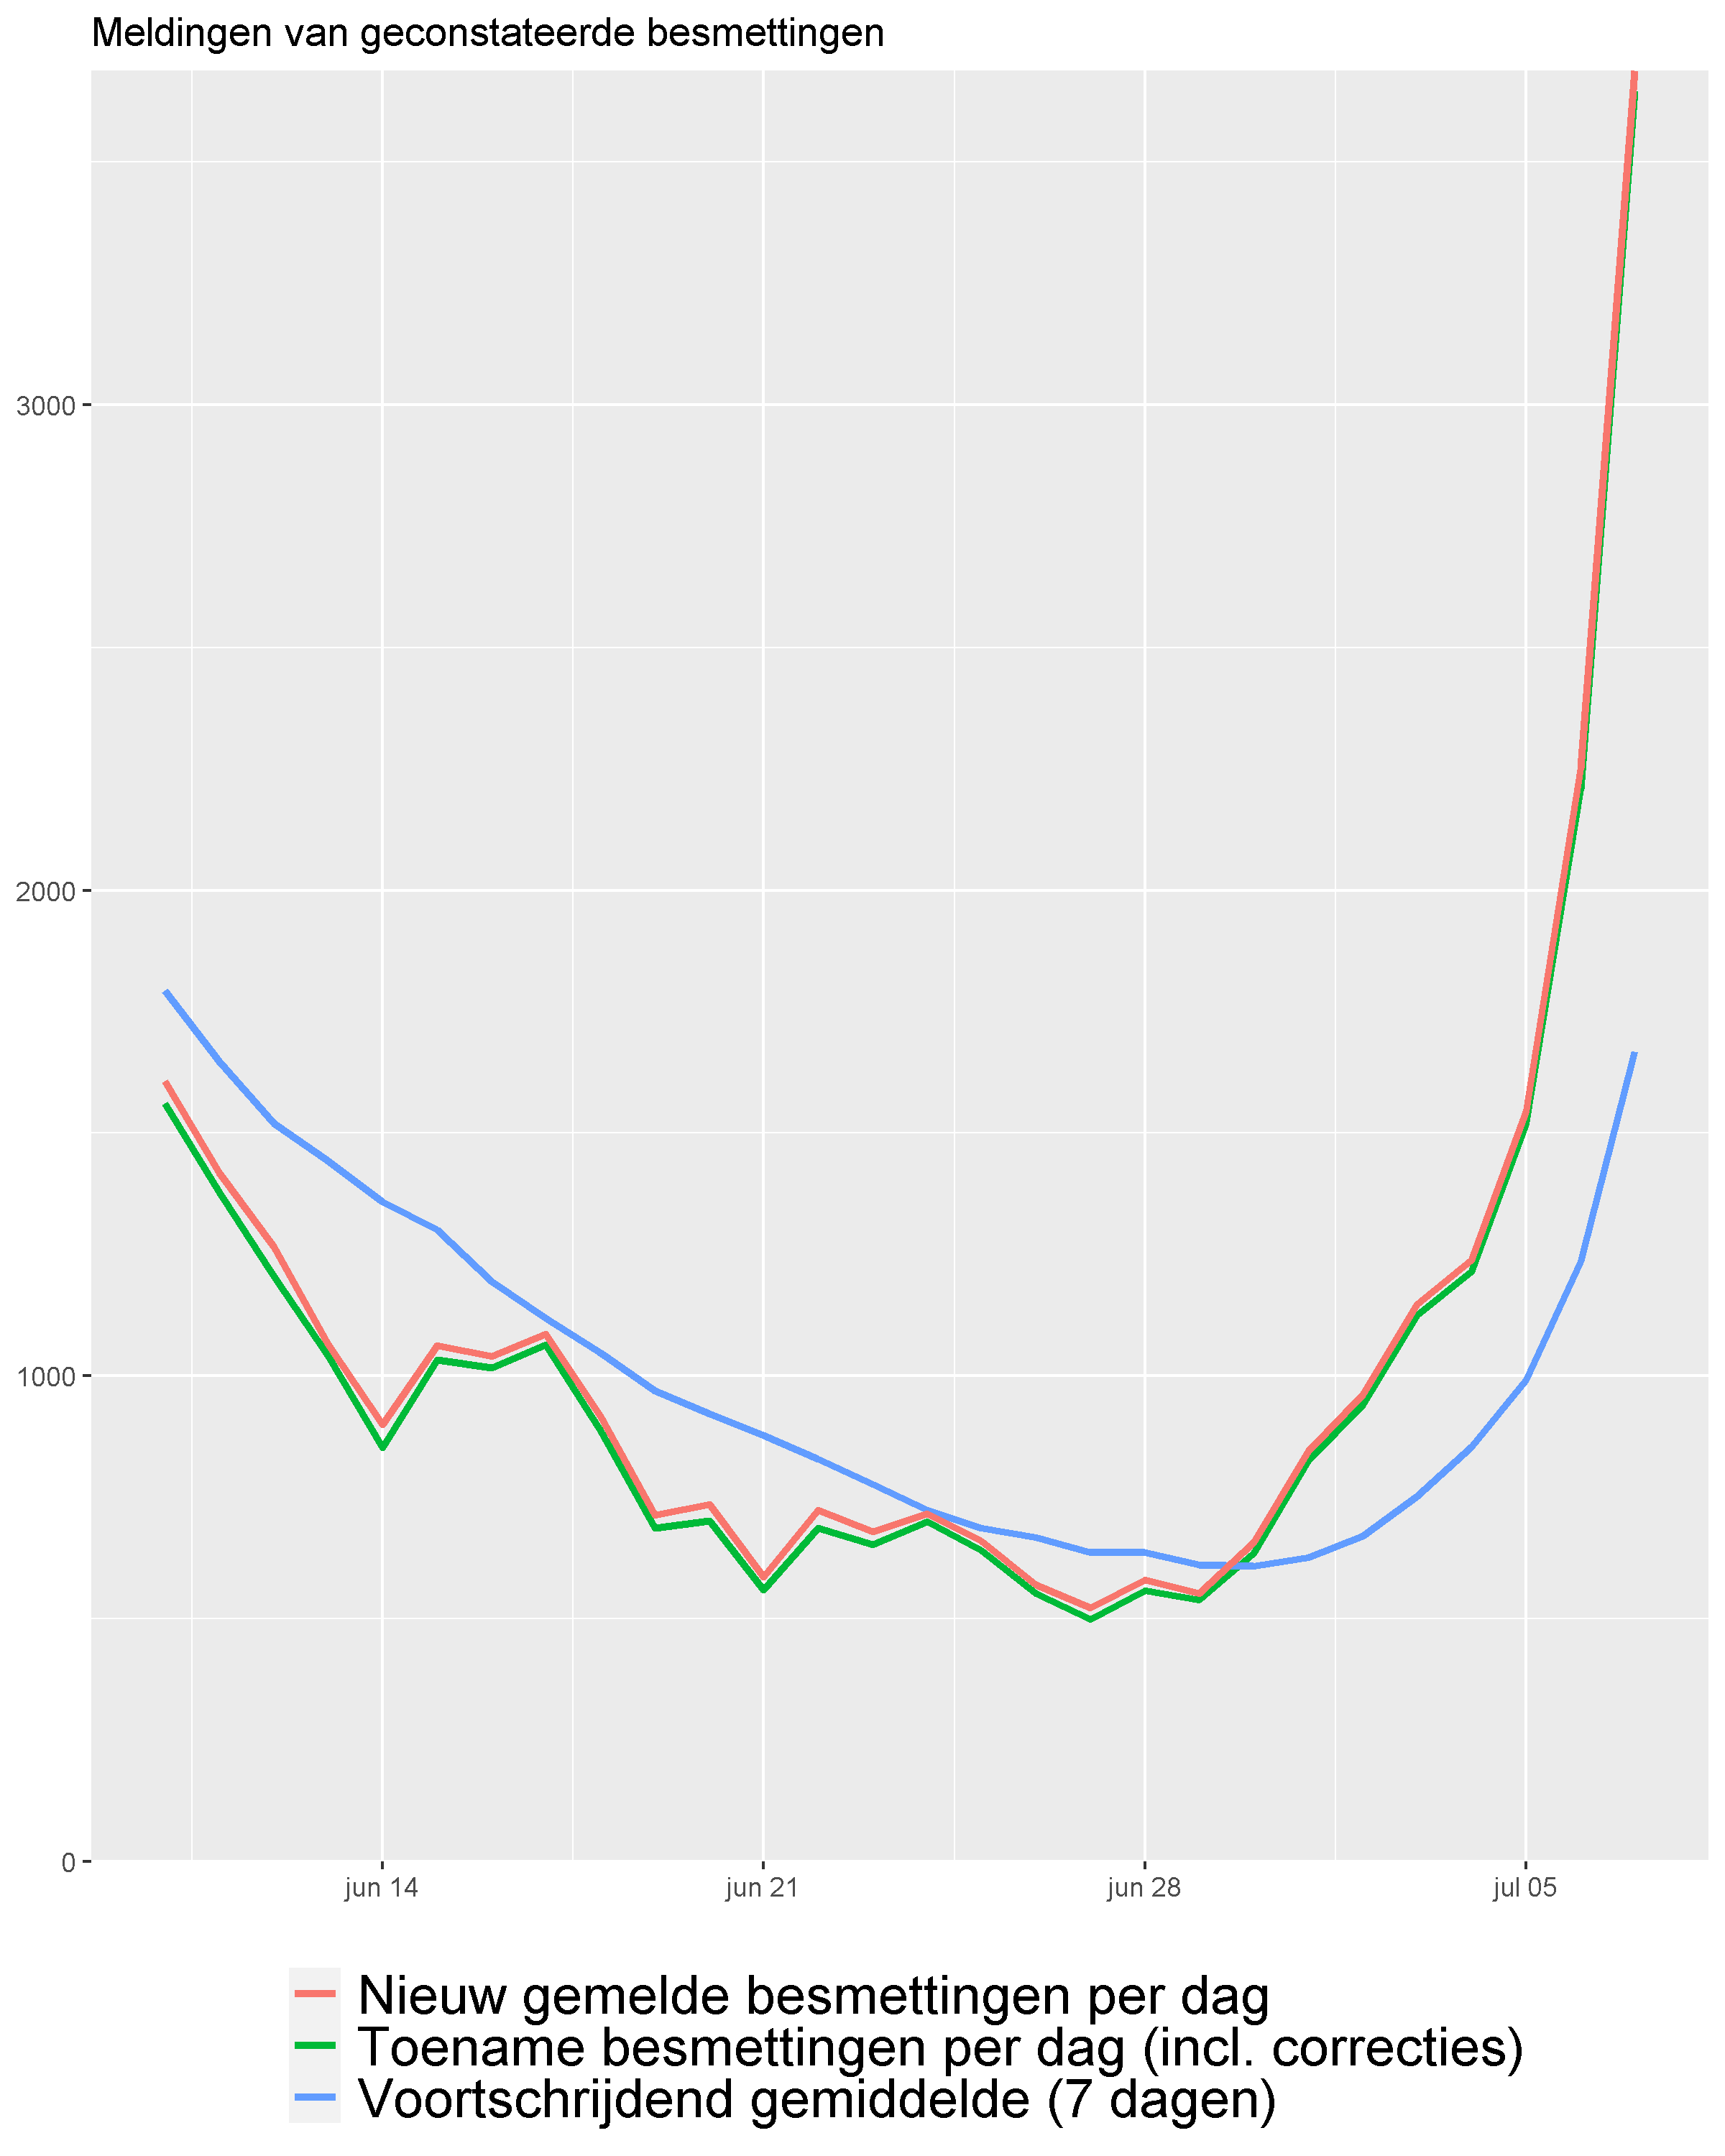 Meldingen van geconstateerde besmettingen
3000
2000
1000
0
jun 14
jun 21
jun 28
jul 05
Nieuw gemelde besmettingen per dag
Toename besmettingen per dag (incl. correcties)
Voortschrijdend gemiddelde (7 dagen)